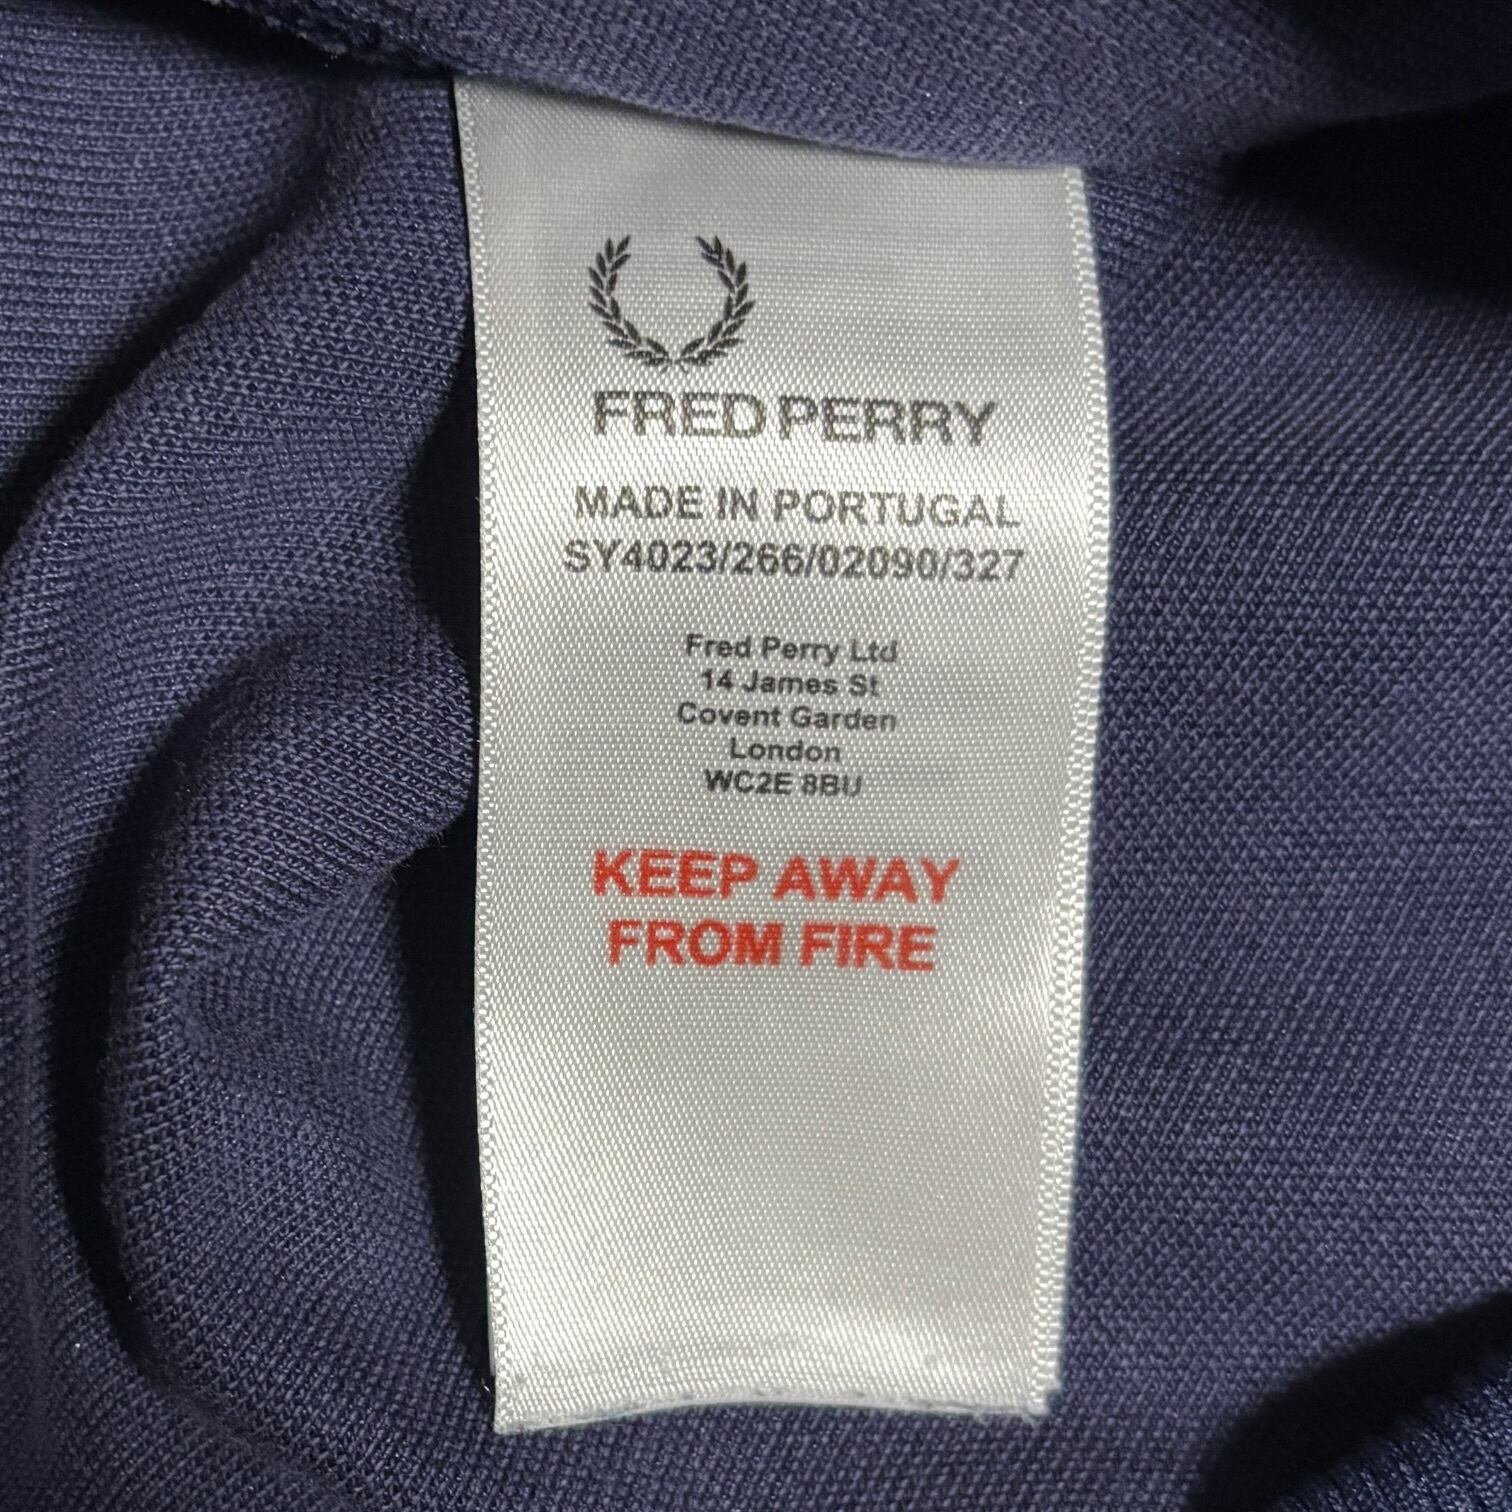 FRED PERRY
MADE IN PORTUGAL
SY4023/266/02090/327
Fred Perry Ltd
14 James St
Covent Garden
London
WC2E 8BU
KEEP AWAY
FROM FIRE